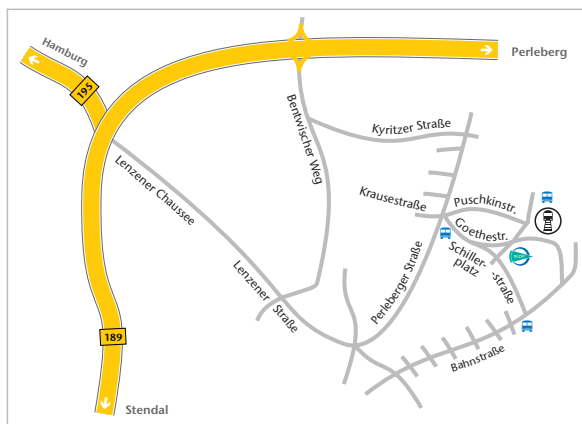 Hamburg
195
Perleberg
Bentwischer Weg
Kyritzer Straße
Lenzener Chaussee
Krausestraße
Puschkinstr.
Goethestr.
Schiller-
platz
-straße
Perleberger Straße
Lenzener
Straße
189
Bahnstraße
Stendal